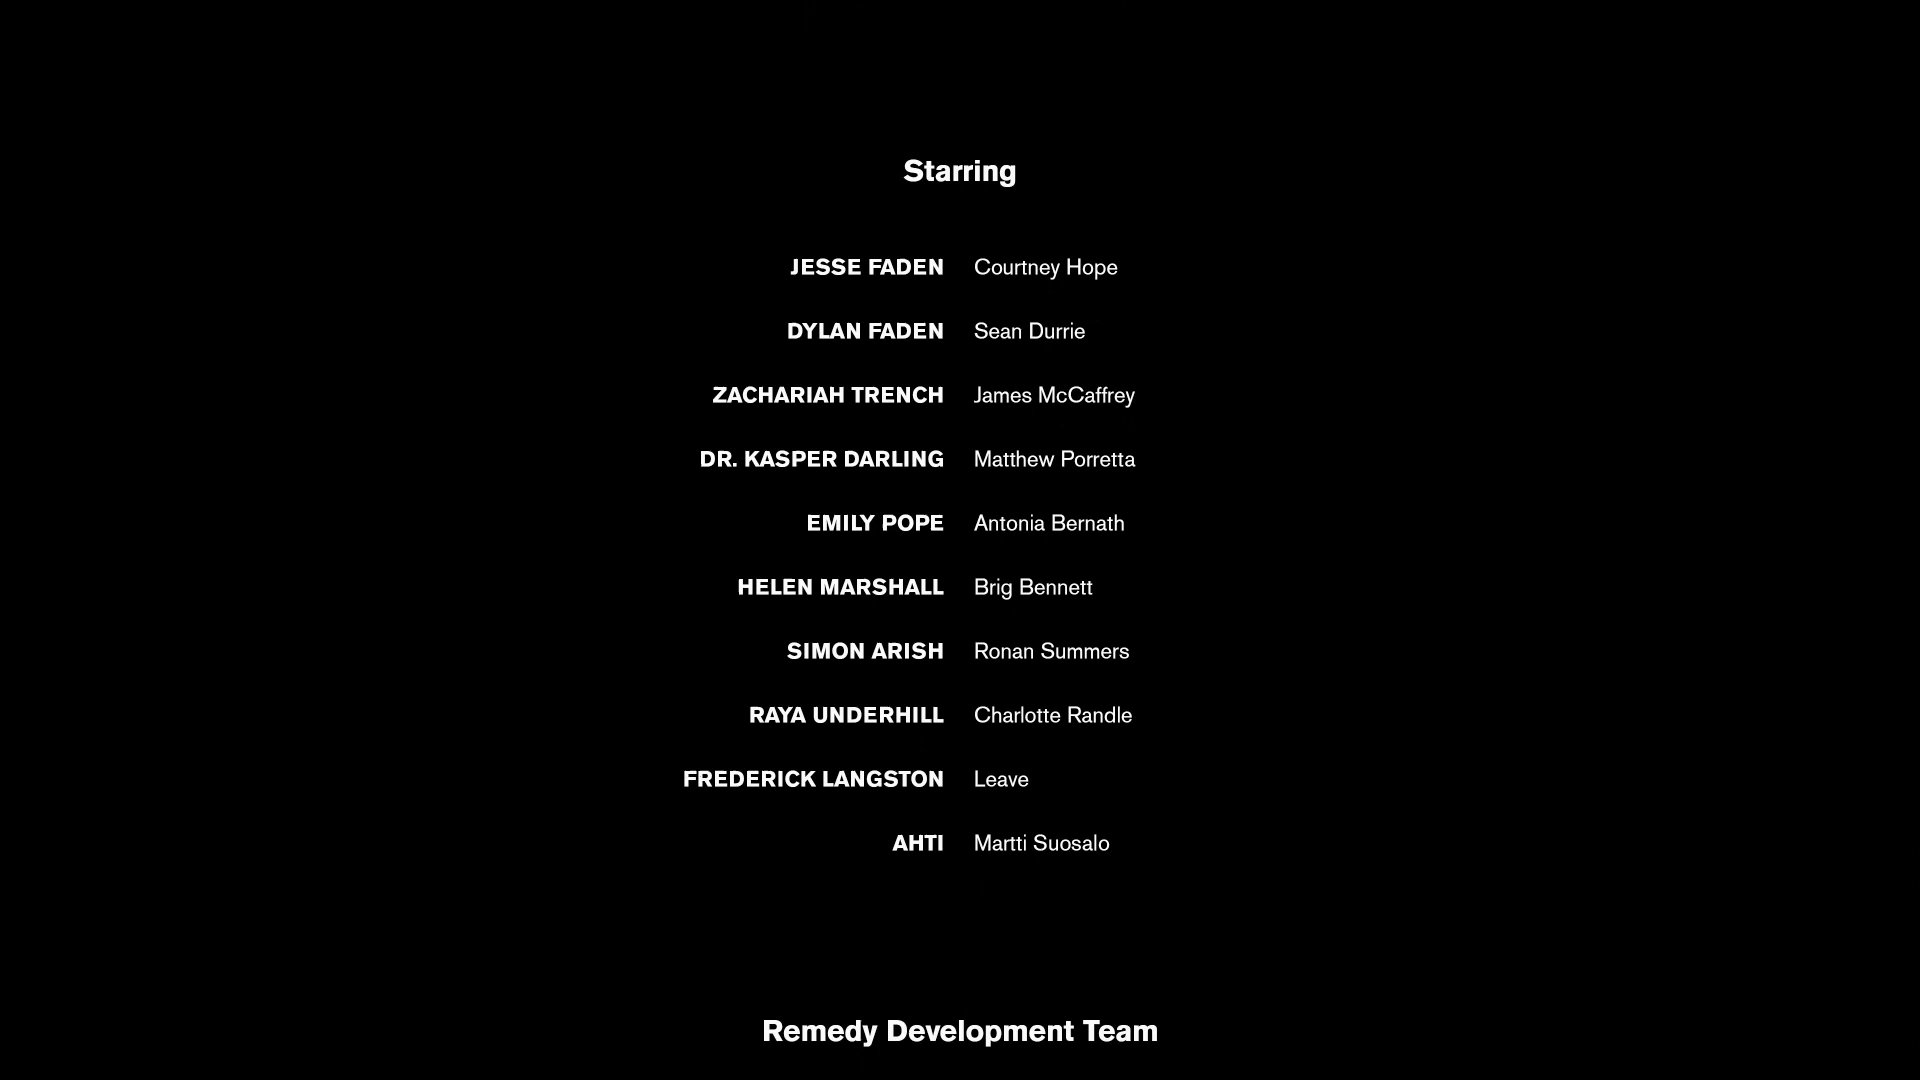 Starring
JESSE FADEN Courtney Hope
DYLAN FADEN Sean Durrie
ZACHARIAH TRENCH James McCaffrey
DR. KASPER DARLING Matthew Porretta
EMILY POPE Antonia Bernath
HELEN MARSHALL Brig Bennett
SIMON ARISH Ronan Summers
RAYA UNDERHILL Charlotte Randle
FREDERICK LANGSTON Leave
AHTI Martti Suosalo
Remedy Development Team